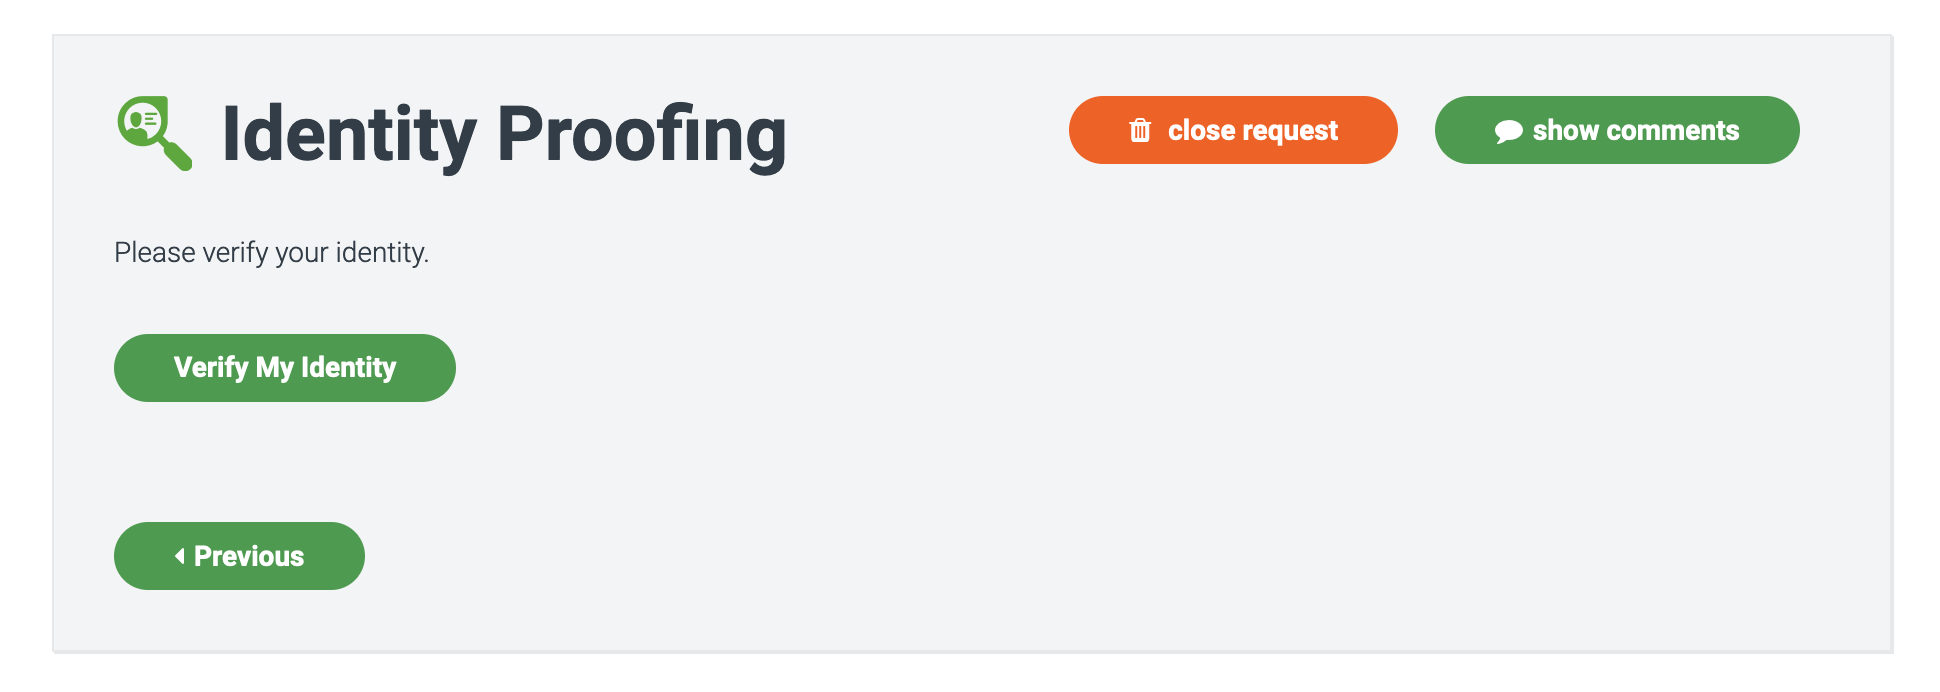 Identity Proofing
close request
show comments
Please verify your identity.
Verify My Identity
Previous